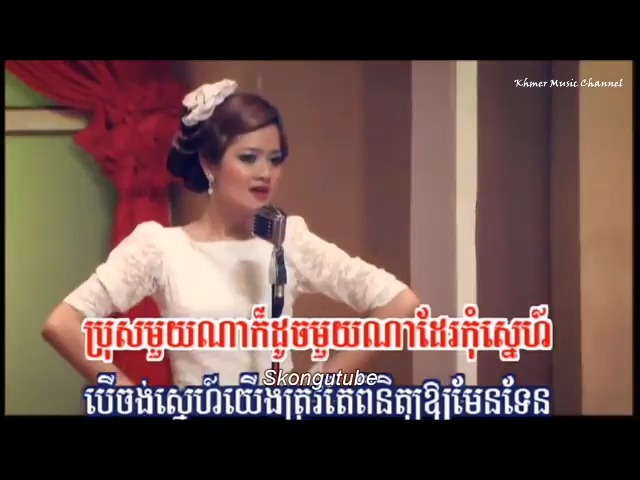 Khmer Music Channel
ប្រុសមួយណាក៏ដូចមួយណាដែរកុំស្នេហ៍
Skongutube
បើចង់ស្នេហ៍យើងត្រូវតែពិនិត្យឱ្យមែនទែន